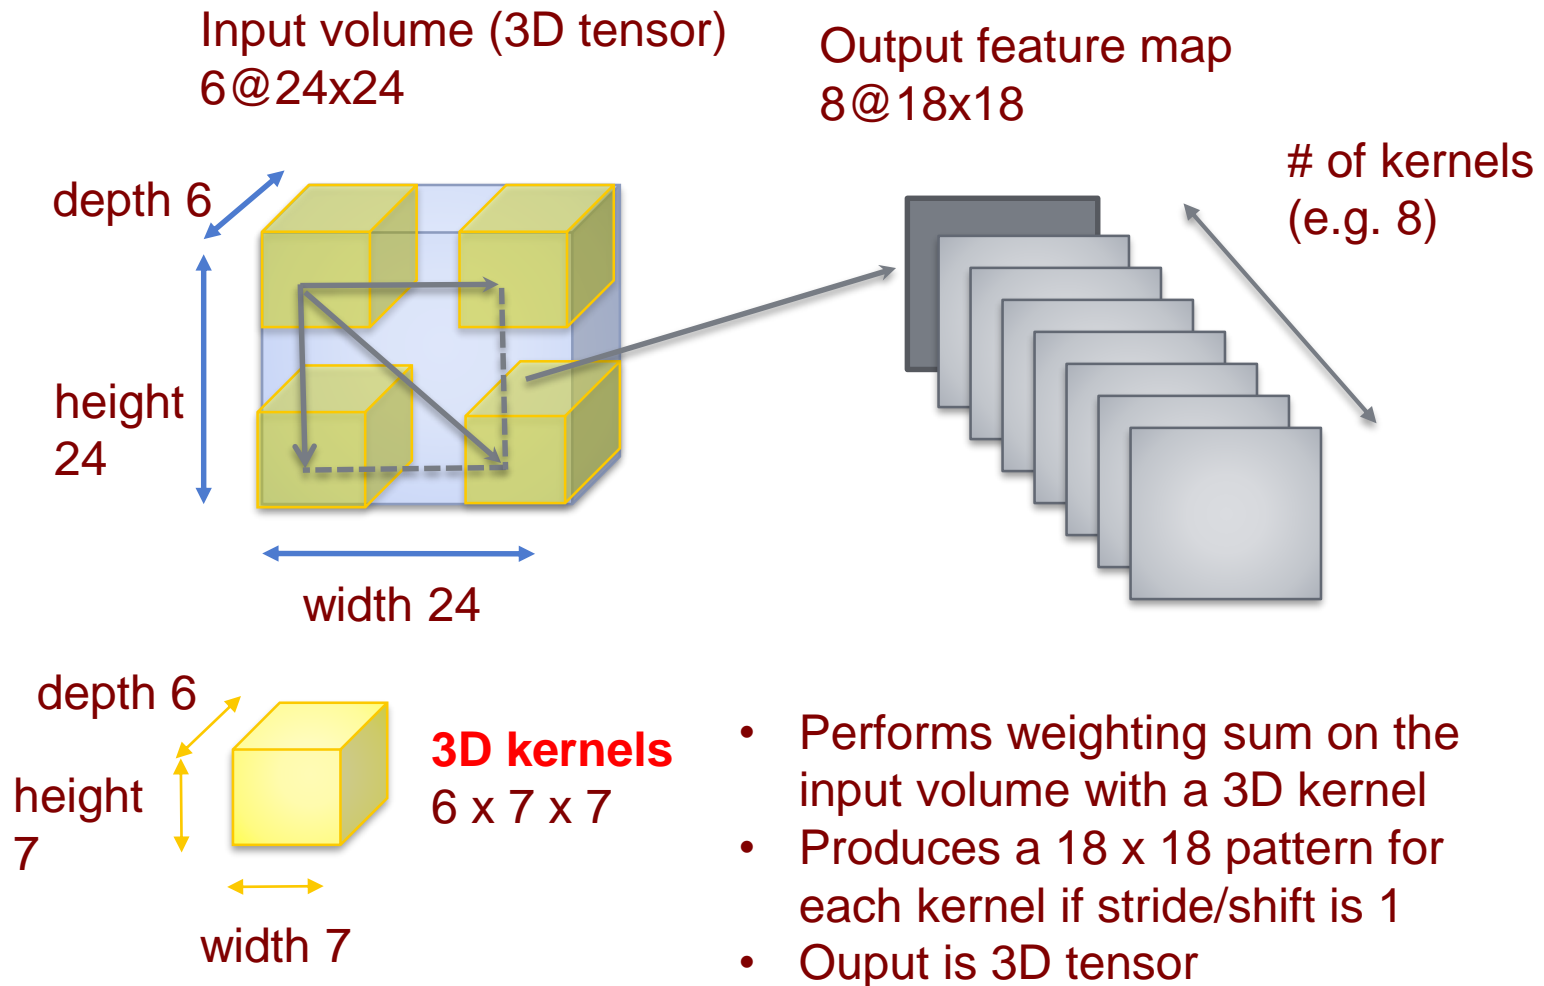 Input volume (3D tensor)
6@24x24
Output feature map
8@18x18
# of kernels
(e.g. 8)
depth 6
height
24
width 24
depth 6
height
7
width 7
3D kernels
6 x 7 x 7
• Performs weighting sum on the
input volume with a 3D kernel
• Produces a 18 x 18 pattern for
each kernel if stride/shift is 1
• Ouput is 3D tensor